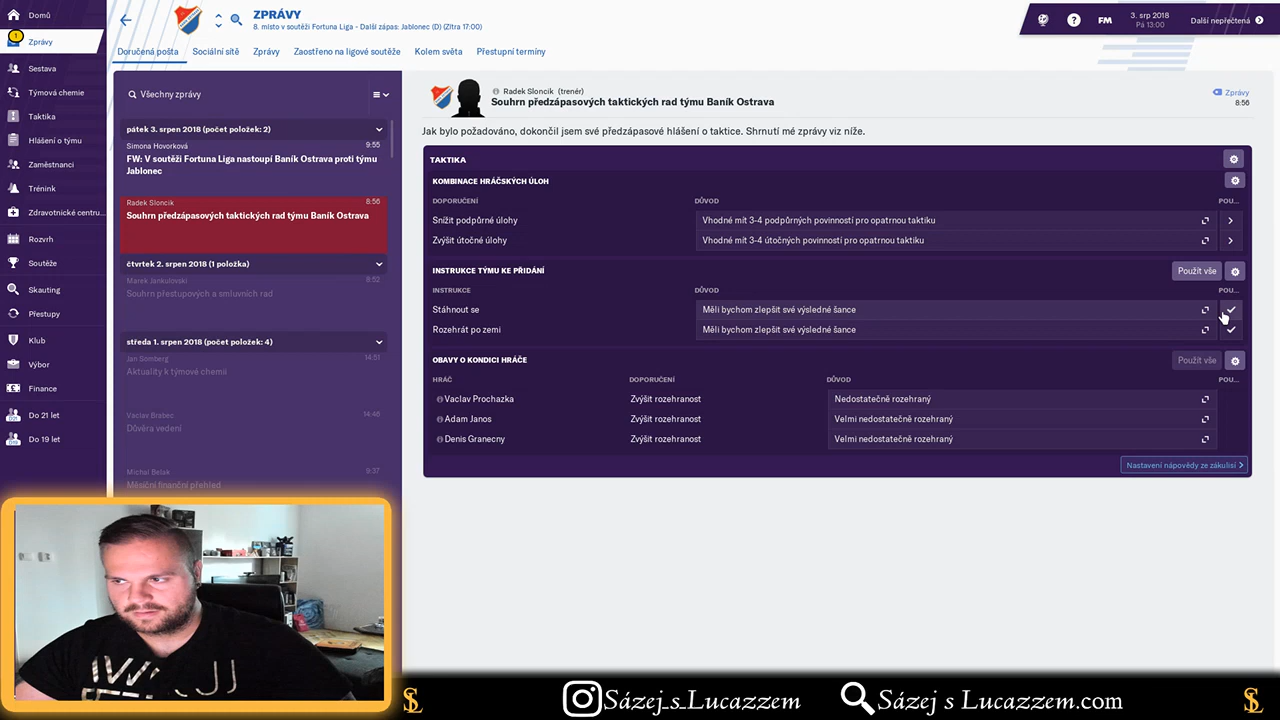 Domů
1
Zprávy
Sestava
Týmová chemie
Taktika
Hlášení o týmu
Zaměstnanci
Trénink
Zdravotnické centru...
Rozvrh
Soutěže
Skauting
Přestupy
Klub
Výbor
Finance
Do 21 let
Do 19 let
ZPRÁVY
8. místo v soutěži Fortuna Liga - Další zápas: Jablonec (D) (Zítra 17:00)
FM
3. srp 2018
Pá 13:00
Další nepřečtená
Doručená pošta
Sociální sítě
Zprávy
Zaostřeno na ligové soutěže
Kolem světa
Přestupní termíny
Všechny zprávy
pátek 3. srpen 2018 (počet položek: 2)
Simona Hovorková 9:55
FW: V soutěži Fortuna Liga nastoupí Baník Ostrava proti týmu
Jablonec
Radek Sloncik 8:56
Souhrn předzápasových taktických rad týmu Baník Ostrava
čtvrtek 2. srpen 2018 (1 položka)
Marek Jankulovski 8:52
Souhrn přestupových a smluvních rad
středa 1. srpen 2018 (počet položek: 4)
Jan Somberg 14:51
Aktuality k týmové chemii
Vaclav Brabec 14:46
Důvěra vedení
Michal Belak 9:37
Měsíční finanční přehled
Radek Sloncik (trenér)
Souhrn předzápasových taktických rad týmu Baník Ostrava
Zprávy
8:56
Jak bylo požadováno, dokončil jsem své předzápasové hlášení o taktice. Shrnutí mé zprávy viz níže.
TAKTIKA
KOMBINACE HRÁČSKÝCH ÚLOH
DOPORUČENÍ DŮVOD POU...
Snížit podpůrné úlohy Vhodné mít 3-4 podpůrných povinností pro opatrnou taktiku
Zvýšit útočné úlohy Vhodné mít 3-4 útočných povinností pro opatrnou taktiku
INSTRUKCE TÝMU KE PŘIDÁNÍ Použít vše
INSTRUKCE DŮVOD POU...
Stáhnout se Měli bychom zlepšit své výsledné šance
Rozehrát po zemi Měli bychom zlepšit své výsledné šance
OBAVY O KONDICI HRÁČE Použít vše
HRÁČ DOPORUČENÍ DŮVOD POU...
Vaclav Prochazka Zvýšit rozehranost Nedostatečně rozehraný
Adam Janos Zvýšit rozehranost Velmi nedostatečně rozehraný
Denis Granecny Zvýšit rozehranost Velmi nedostatečně rozehraný
Nastavení nápovědy ze zákulisí
Sázej_s_Lucazzem
Sázej s Lucazzem.com